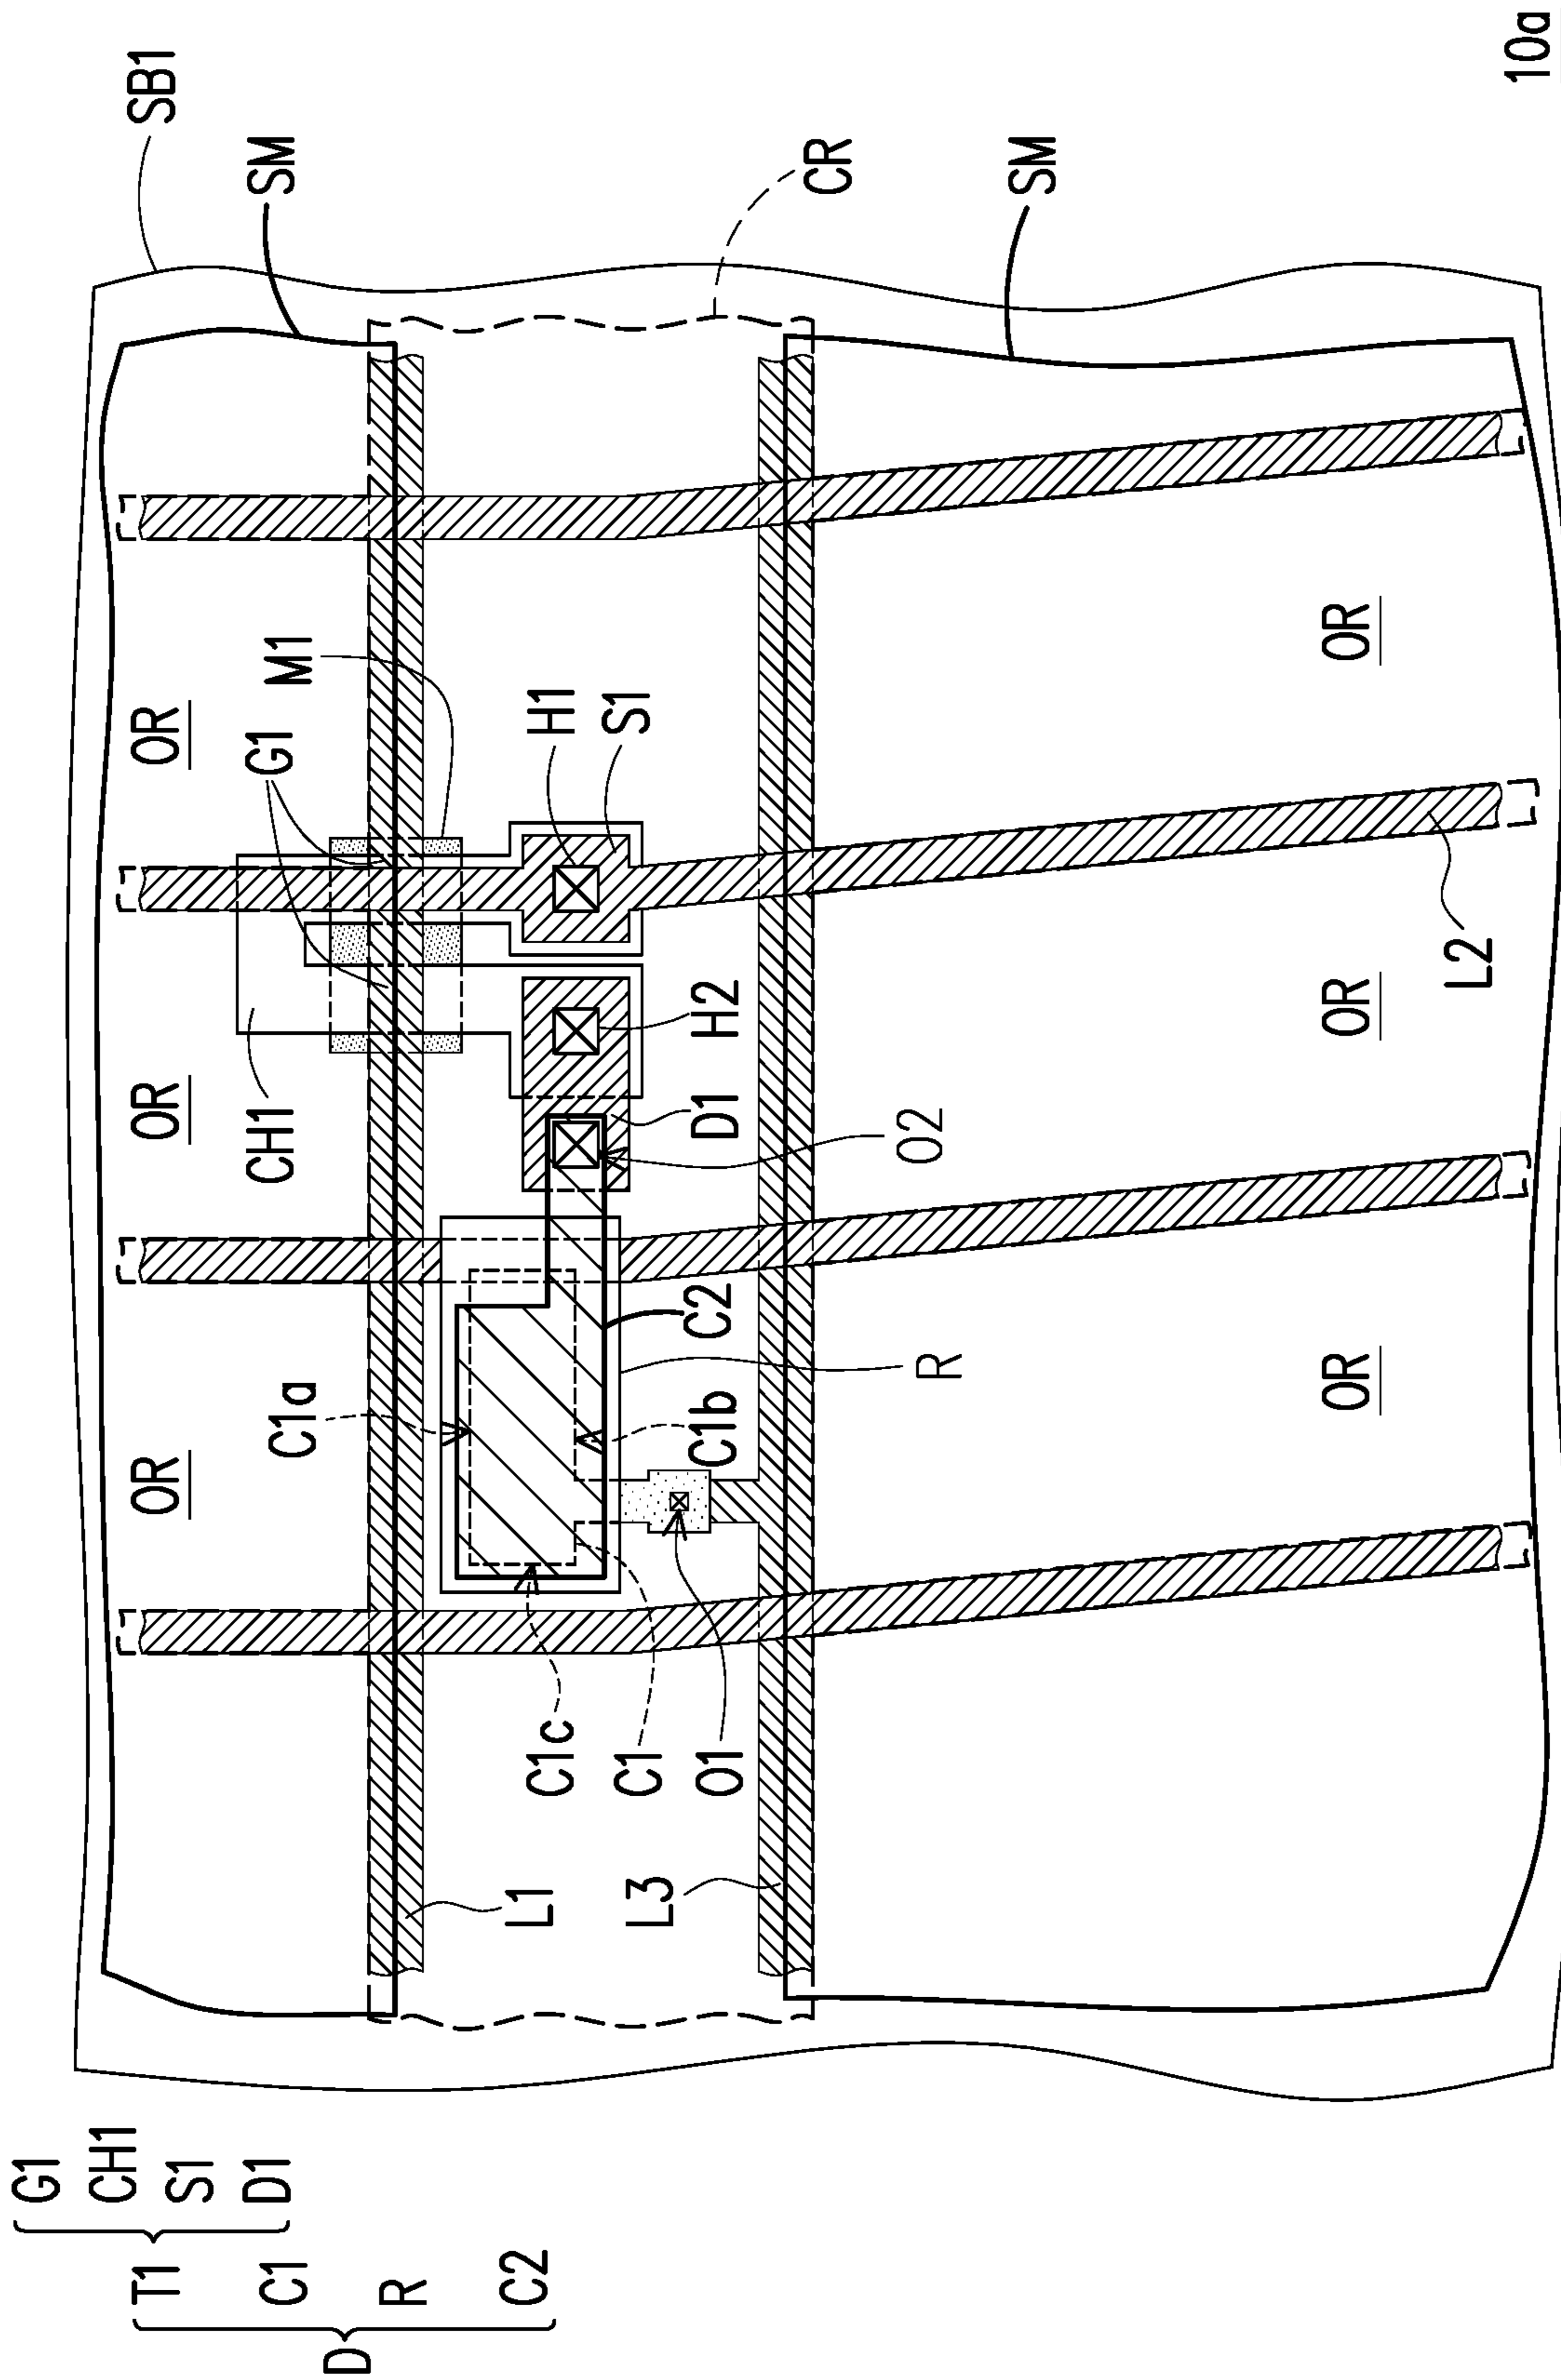 SB1
SM
CR
SM
10a
OR
OR
OR
M1
G1
CH1
H1
S1
H2
D1
O2
C2
R
C1a
C1b
C1c
C1
O1
L1
L3
L2
OR
OR
OR
G1
CH1
S1
D1
T1
C1
R
C2
D